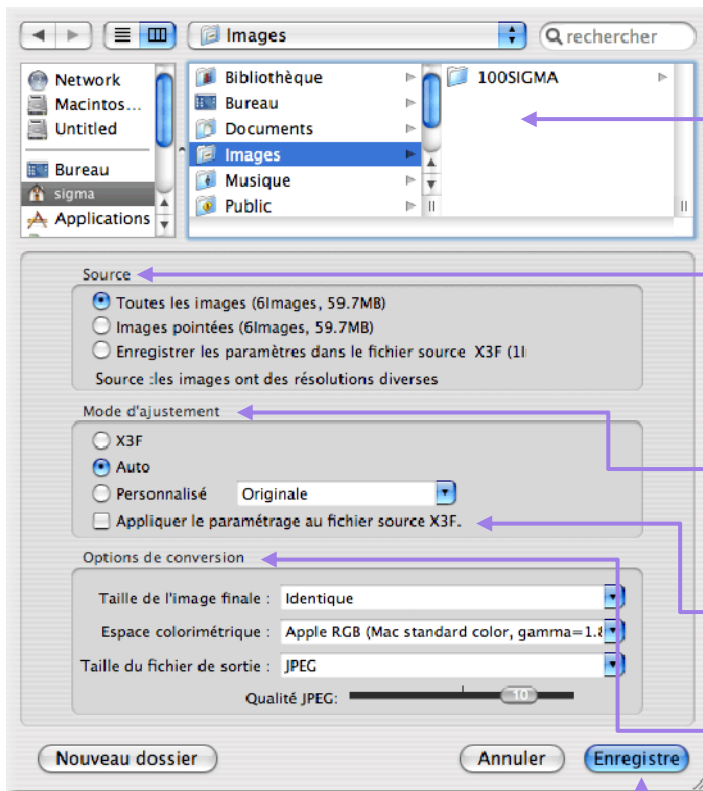 Images
rechercher
Network
Macintos...
Untitled
Bureau
sigma
Applications
Bibliothèque
Bureau
Documents
Images
Musique
Public
100SIGMA
Source
Toutes les images (6Images, 59.7MB)
Images pointées (6Images, 59.7MB)
Enregistrer les paramètres dans le fichier source X3F (1I
Source :les images ont des résolutions diverses
Mode d'ajustement
X3F
Auto
Personnalisé Originale
Appliquer le paramétrage au fichier source X3F.
Options de conversion
Taille de l'image finale : Identique
Espace colorimétrique : Apple RGB (Mac standard color, gamma=1.8
Taille du fichier de sortie : JPEG
Qualité JPEG: 10
Nouveau dossier Annuler Enregistre